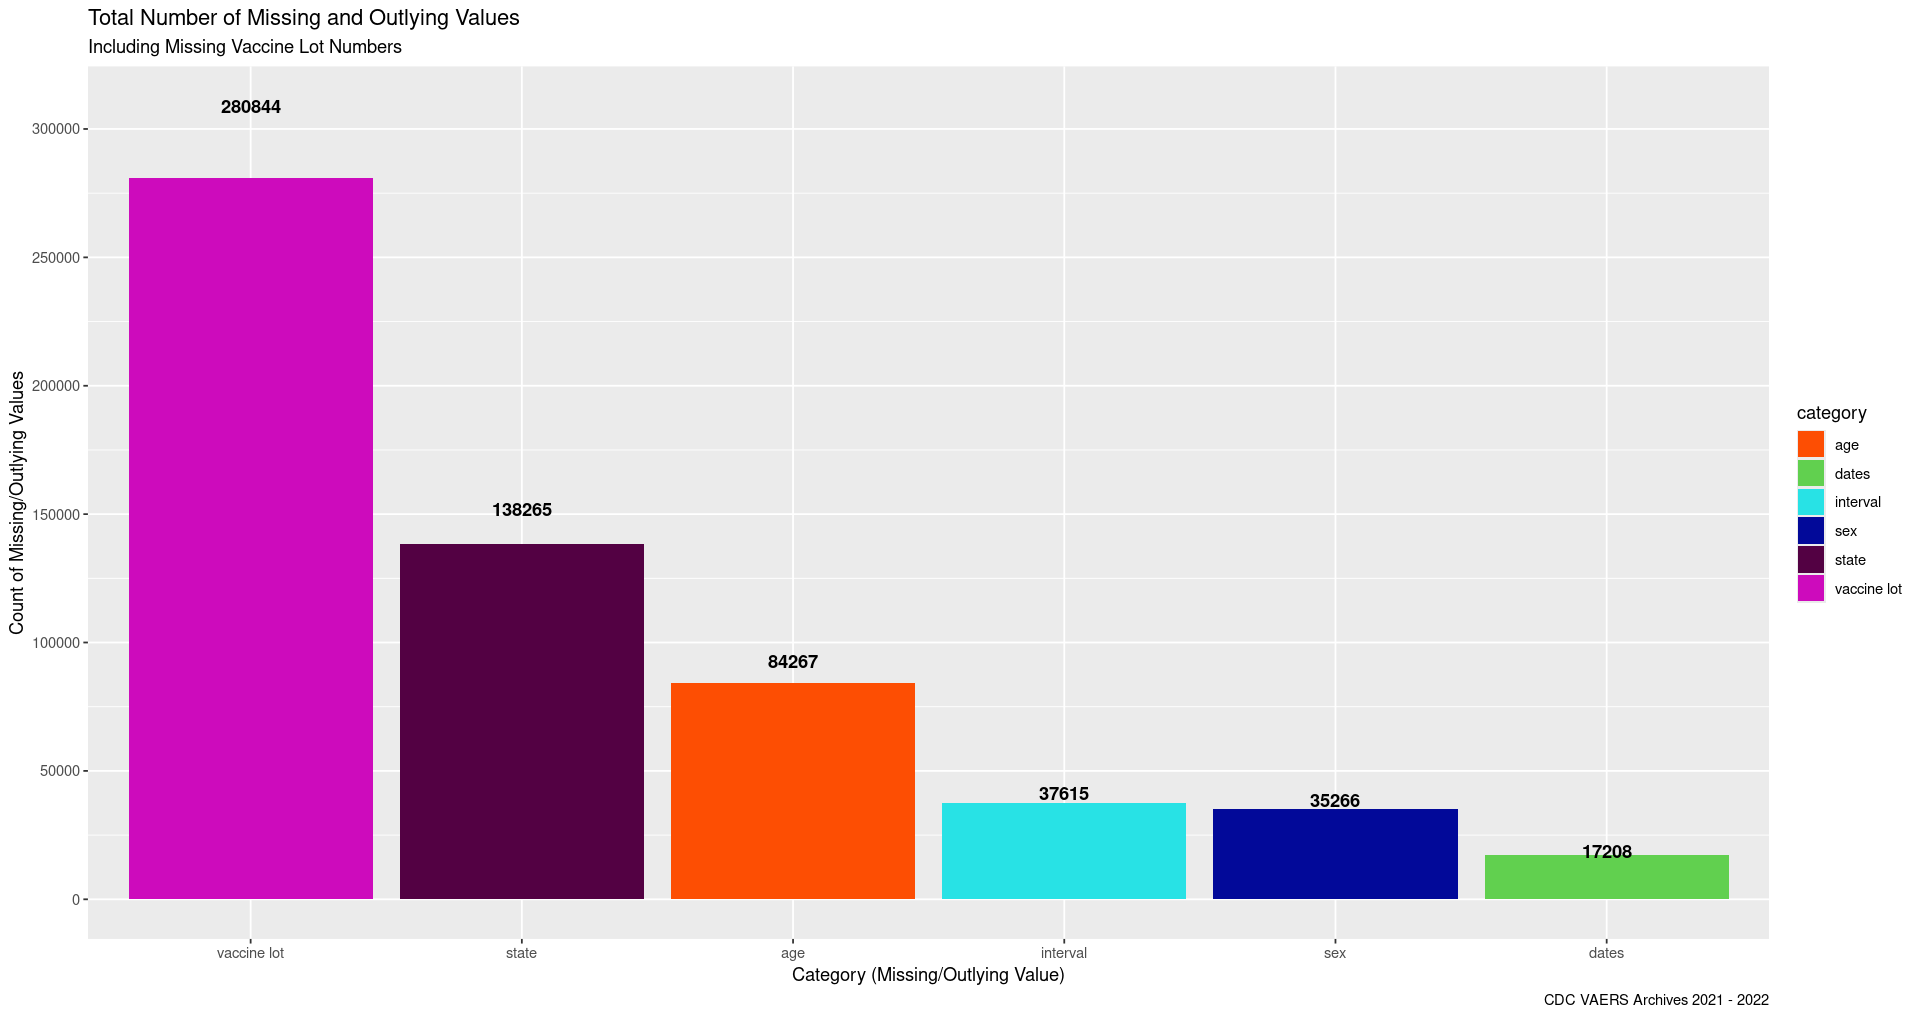 Total Number of Missing and Outlying Values
Including Missing Vaccine Lot Numbers
Count of Missing/Outlying Values
300000
250000
200000
150000
100000
50000
0
280844
138265
84267
37615
35266
17208
vaccine lot
state
age
interval
sex
dates
Category (Missing/Outlying Value)
category
age
dates
interval
sex
state
vaccine lot
CDC VAERS Archives 2021 - 2022